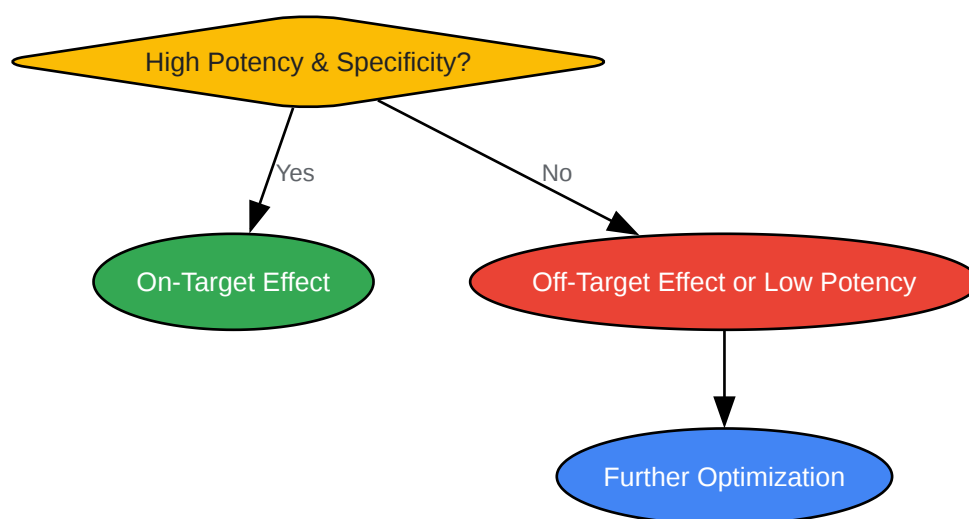 High Potency & Specificity?
Yes
No
On-Target Effect
Off-Target Effect or Low Potency
Further Optimization